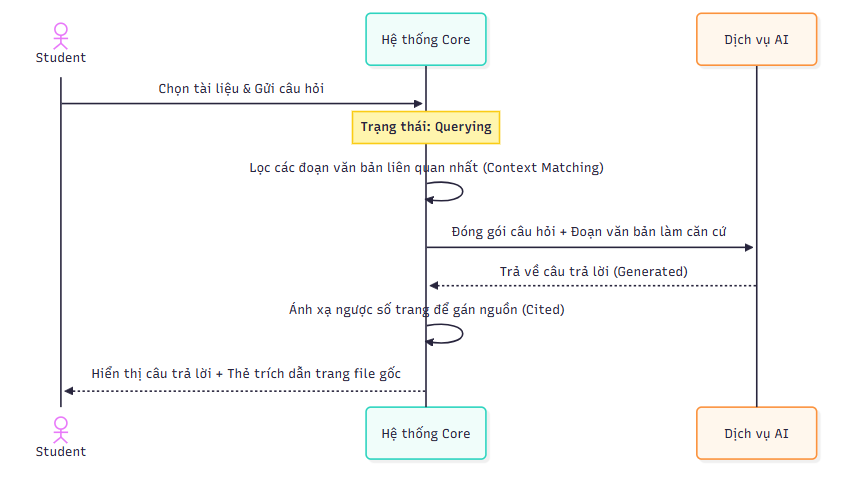 Student
Hệ thống Core
Dịch vụ AI
Chọn tài liệu & Gửi câu hỏi
Trạng thái: Querying
Lọc các đoạn văn bản liên quan nhất (Context Matching)
Đóng gói câu hỏi + Đoạn văn bản làm căn cứ
Trả về câu trả lời (Generated)
Ánh xạ ngược số trang để gán nguồn (Cited)
Hiển thị câu trả lời + Thẻ trích dẫn trang file gốc
Student
Hệ thống Core
Dịch vụ AI